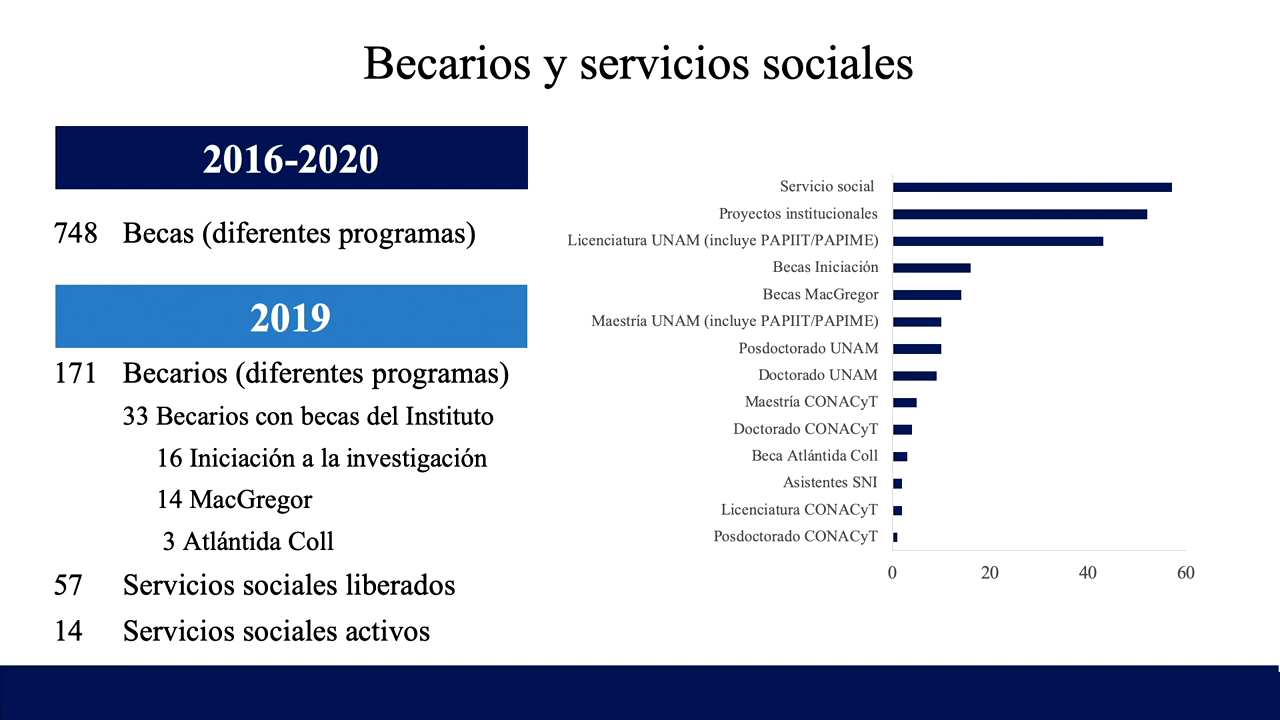 Becarios y servicios sociales
2016-2020
748 Becas (diferentes programas)
2019
171 Becarios (diferentes programas)
33 Becarios con becas del Instituto
16 Iniciación a la investigación
14 MacGregor
3 Atlántida Coll
57 Servicios sociales liberados
14 Servicios sociales activos
Servicio social
Proyectos institucionales
Licenciatura UNAM (incluye PAPIIT/PAPIME)
Becas Iniciación
Becas MacGregor
Maestría UNAM (incluye PAPIIT/PAPIME)
Posdoctorado UNAM
Doctorado UNAM
Maestría CONACyT
Doctorado CONACyT
Beca Atlántida Coll
Asistentes SNI
Licenciatura CONACyT
Posdoctorado CONACyT
0 20 40 60